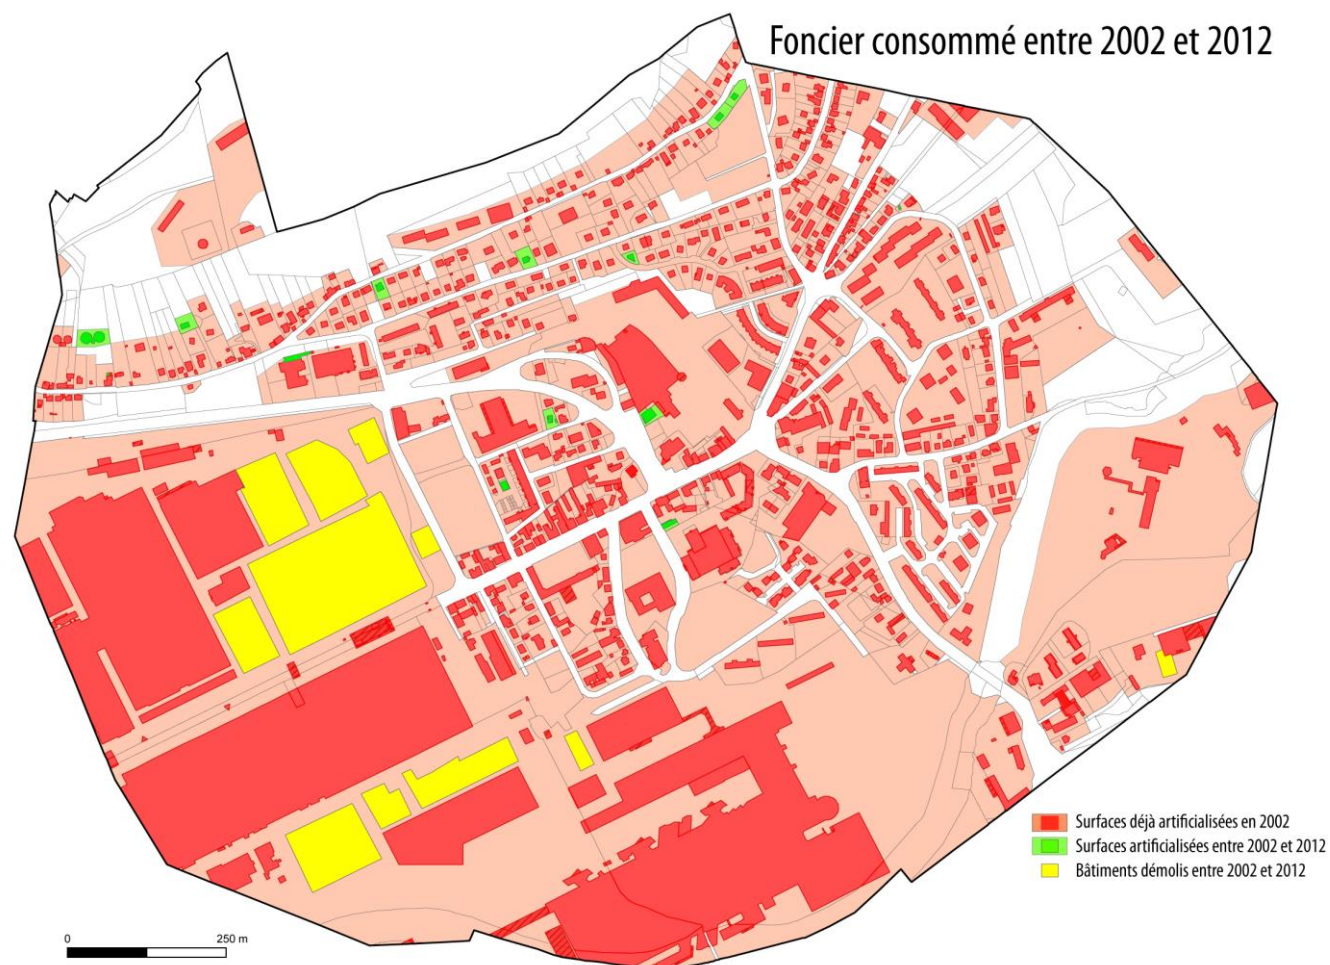 Foncier consommé entre 2002 et 2012
Surfaces déjà artificialisées en 2002
Surfaces artificialisées entre 2002 et 2012
Bâtiments démolis entre 2002 et 2012
0 250 m